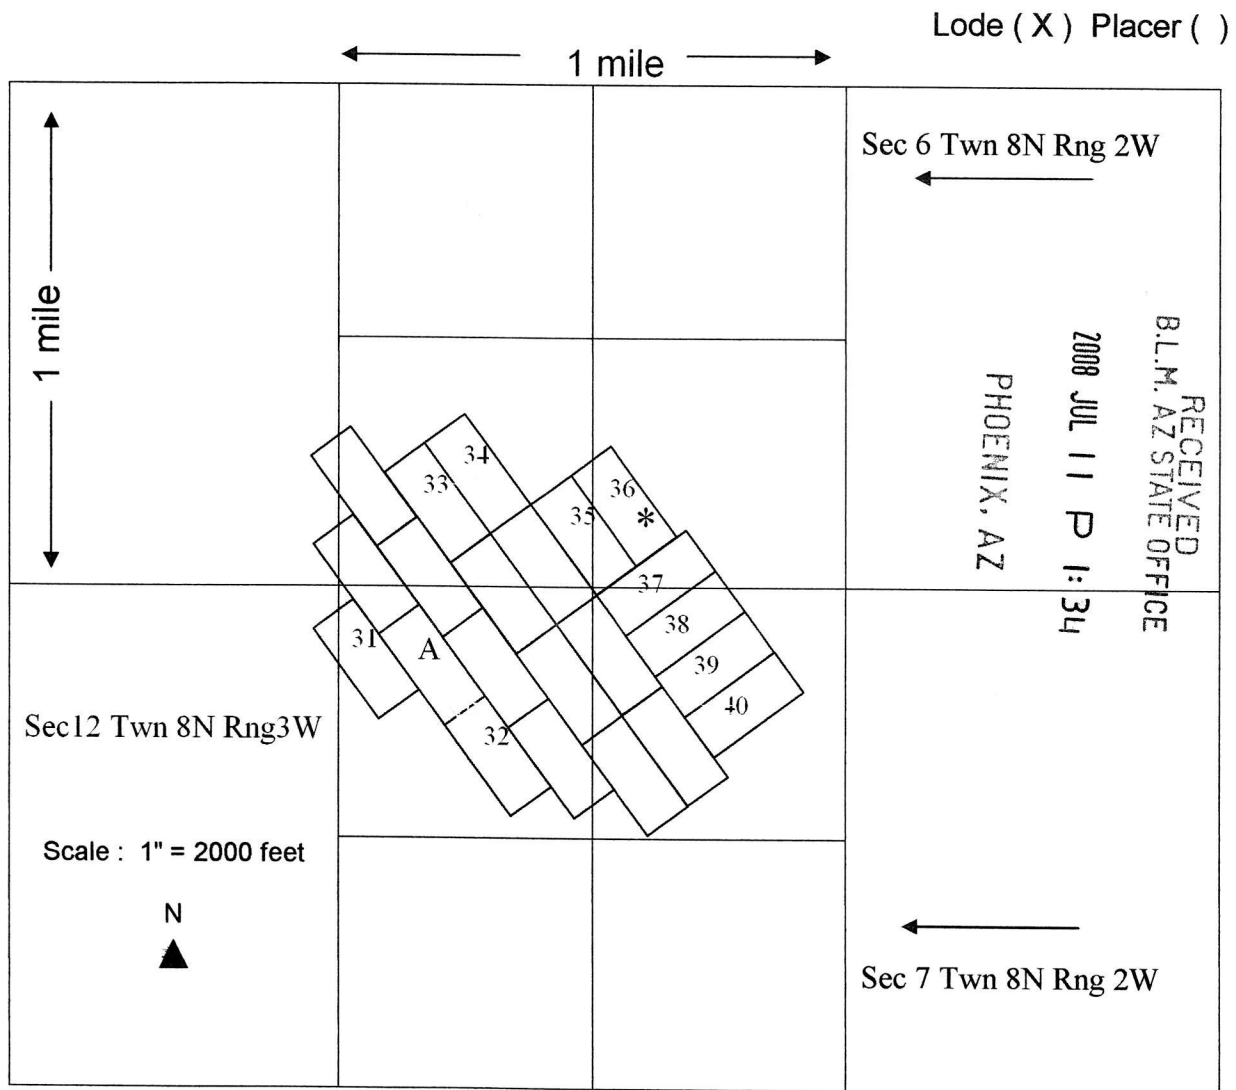 Lode ( X ) Placer ( )
1 mile
Sec 6 Twn 8N Rng 2W
1 mile
RECEIVED
B.L.M. AZ STATE OFFICE
2008 JUL 11 P 1:34
PHOENIX, AZ
34
33
36
35
*
37
38
31
A
39
40
32
Sec12 Twn 8N Rng3W
Scale : 1" = 2000 feet
N
Sec 7 Twn 8N Rng 2W